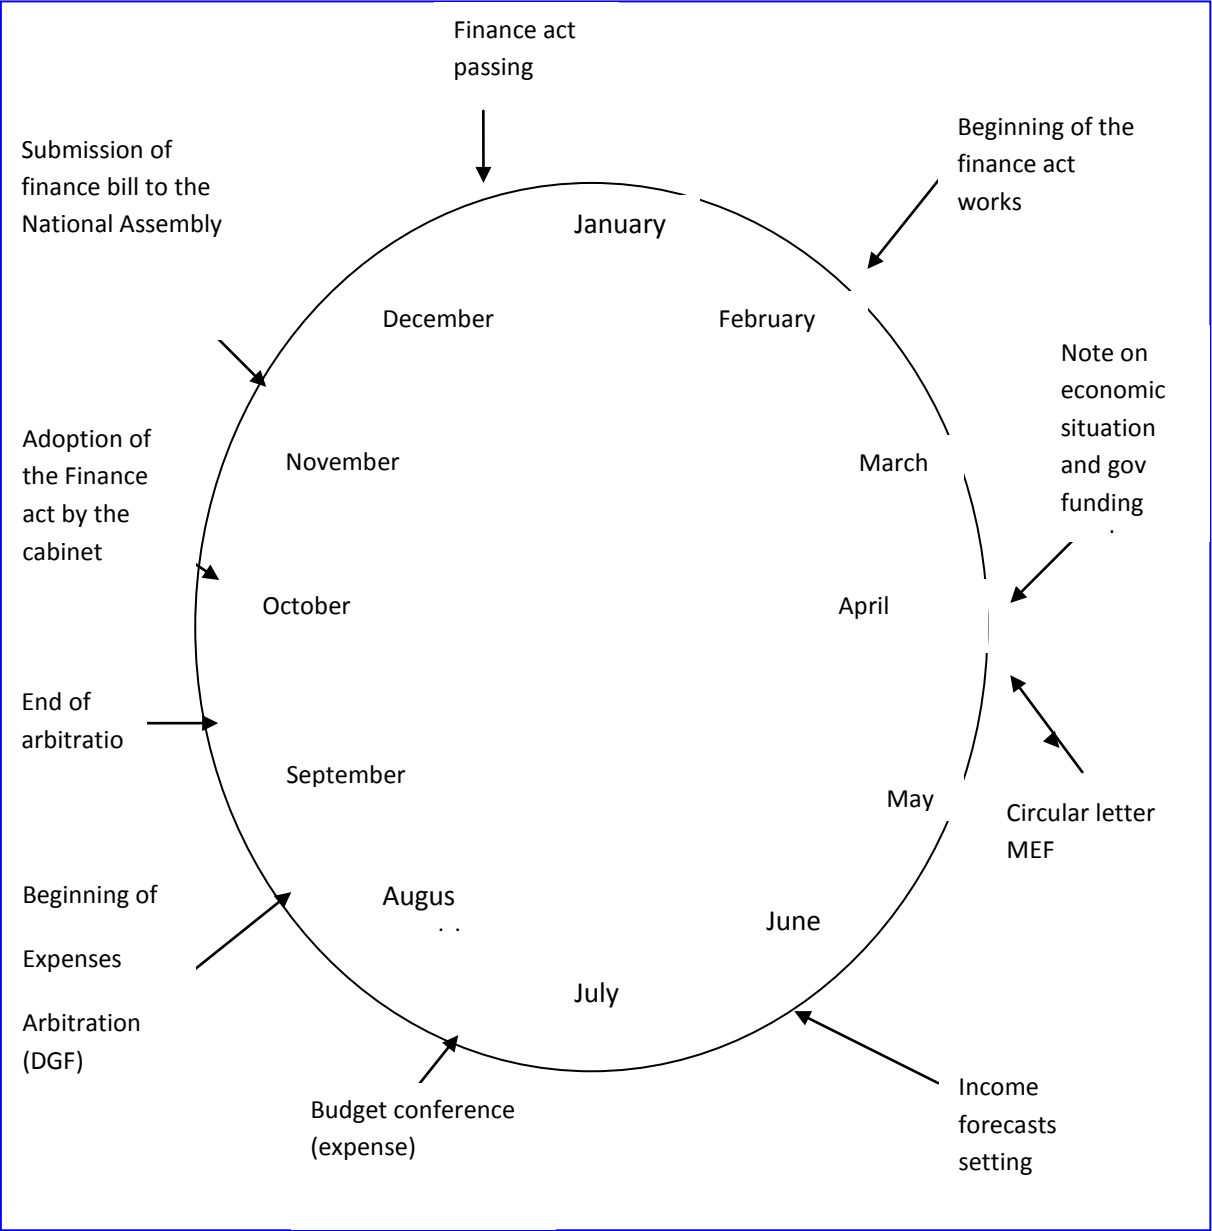 Finance act
passing
Beginning of the
finance act
works
Submission of
finance bill to the
National Assembly
January
December
February
Note on
economic
situation
and gov
funding
Adoption of
the Finance
act by the
cabinet
November
March
October
April
End of
arbitratio
September
May
Circular letter
MEF
Beginning of
Expenses
Arbitration
(DGF)
Augus
June
July
Budget conference
(expense)
Income
forecasts
setting